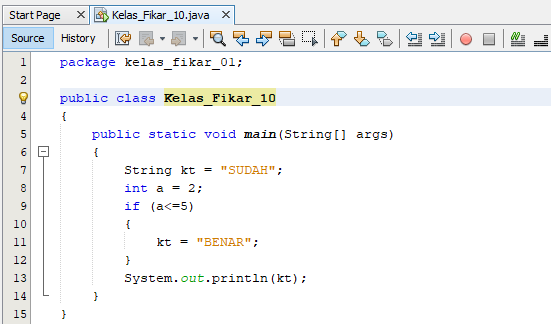 Start Page Kelas_Fikar_10.java
Source History
1 package kelas_fikar_01;
2
public class Kelas_Fikar_10
4 {
5 public static void main(String[] args)
6 {
7 String kt = "SUDAH";
8 int a = 2;
9 if (a<=5)
10 {
11 kt = "BENAR";
12 }
13 System.out.println(kt);
14 }
15 }